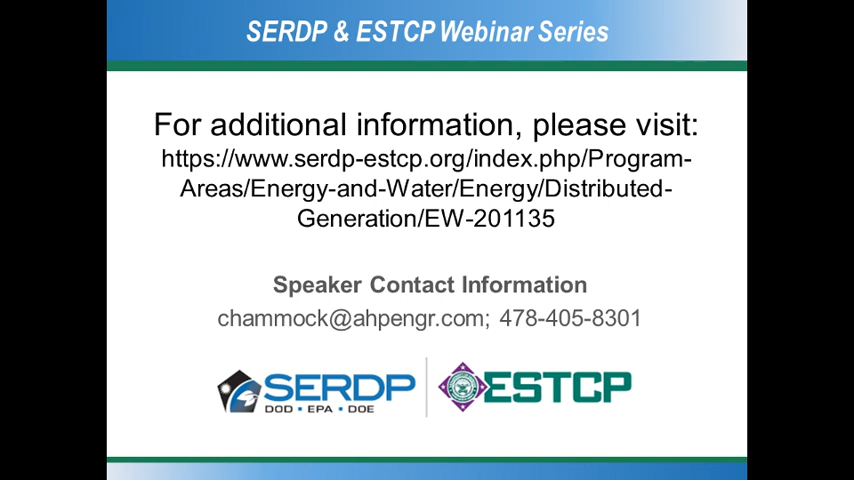 SERDP & ESTCP Webinar Series
For additional information, please visit:
https://www.serdp-estcp.org/index.php/Program-
Areas/Energy-and-Water/Energy/Distributed-
Generation/EW-201135
Speaker Contact Information
chammock@ahpengr.com; 478-405-8301
SERDP
DOD • EPA • DOE
ESTCP